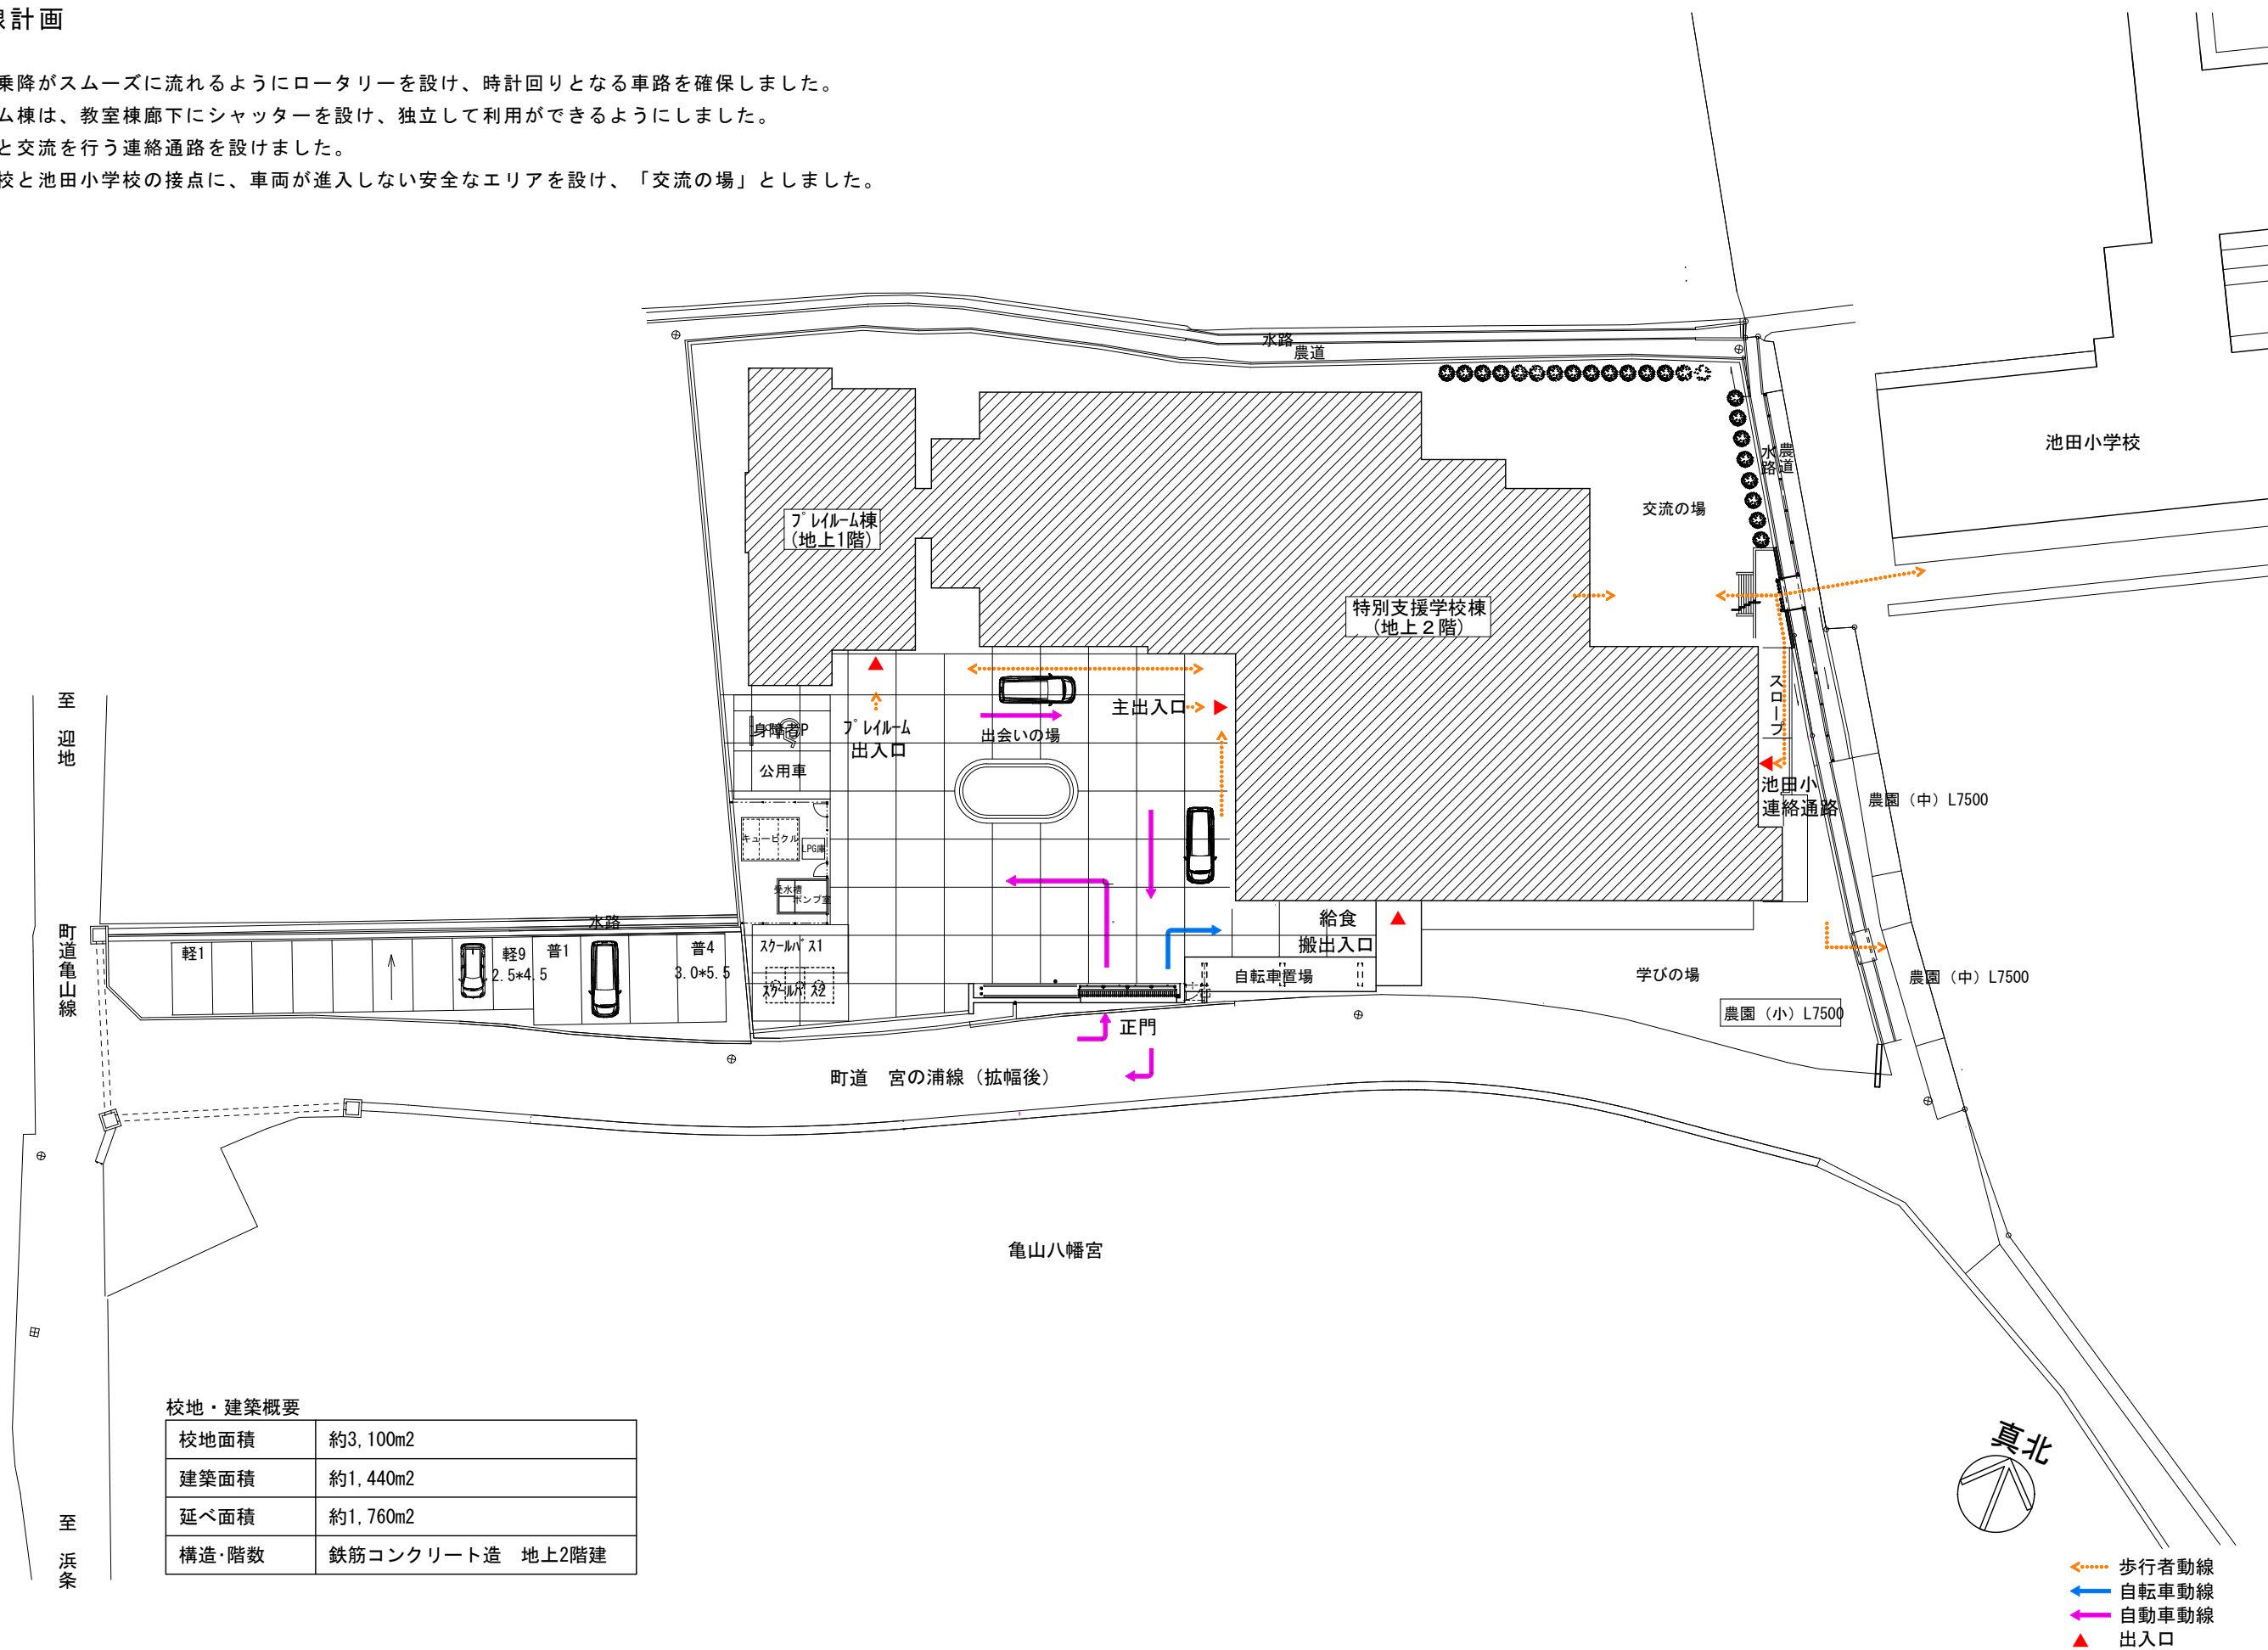 線計画
乗降がスムーズに流れるようにロータリーを設け、時計回りとなる車路を確保しました。
ム棟は、教室棟廊下にシャッターを設け、独立して利用ができるようにしました。
と交流を行う連絡通路を設けました。
校と池田小学校の接点に、車両が進入しない安全なエリアを設け、「交流の場」としました。
水路
農道
水路
農道
池田小学校
交流の場
ﾌﾟﾚｲﾙｰﾑ棟
(地上1階)
特別支援学校棟
(地上２階)
スロープ
至 迎地
身障者P
公用車
ﾌﾟﾚｲﾙｰﾑ
出入口
出会いの場
主出入口
池田小
連絡通路
農園（中）L7500
キュービクル
LPG庫
受水槽
ポンプ室
町道亀山線
水路
軽1
軽9
2.5*4.5
普1
普4
3.0*5.5
ｽｸｰﾙﾊﾞｽ1
ｽｸｰﾙﾊﾞｽ2
給食
搬出入口
自転車置場
学びの場
農園（中）L7500
農園（小）L7500
正門
町道　宮の浦線（拡幅後）
亀山八幡宮
校地・建築概要
校地面積 約3,100m2
建築面積 約1,440m2
延べ面積 約1,760m2
構造・階数 鉄筋コンクリート造　地上2階建
至 浜条
真北
歩行者動線
自転車動線
自動車動線
出入口